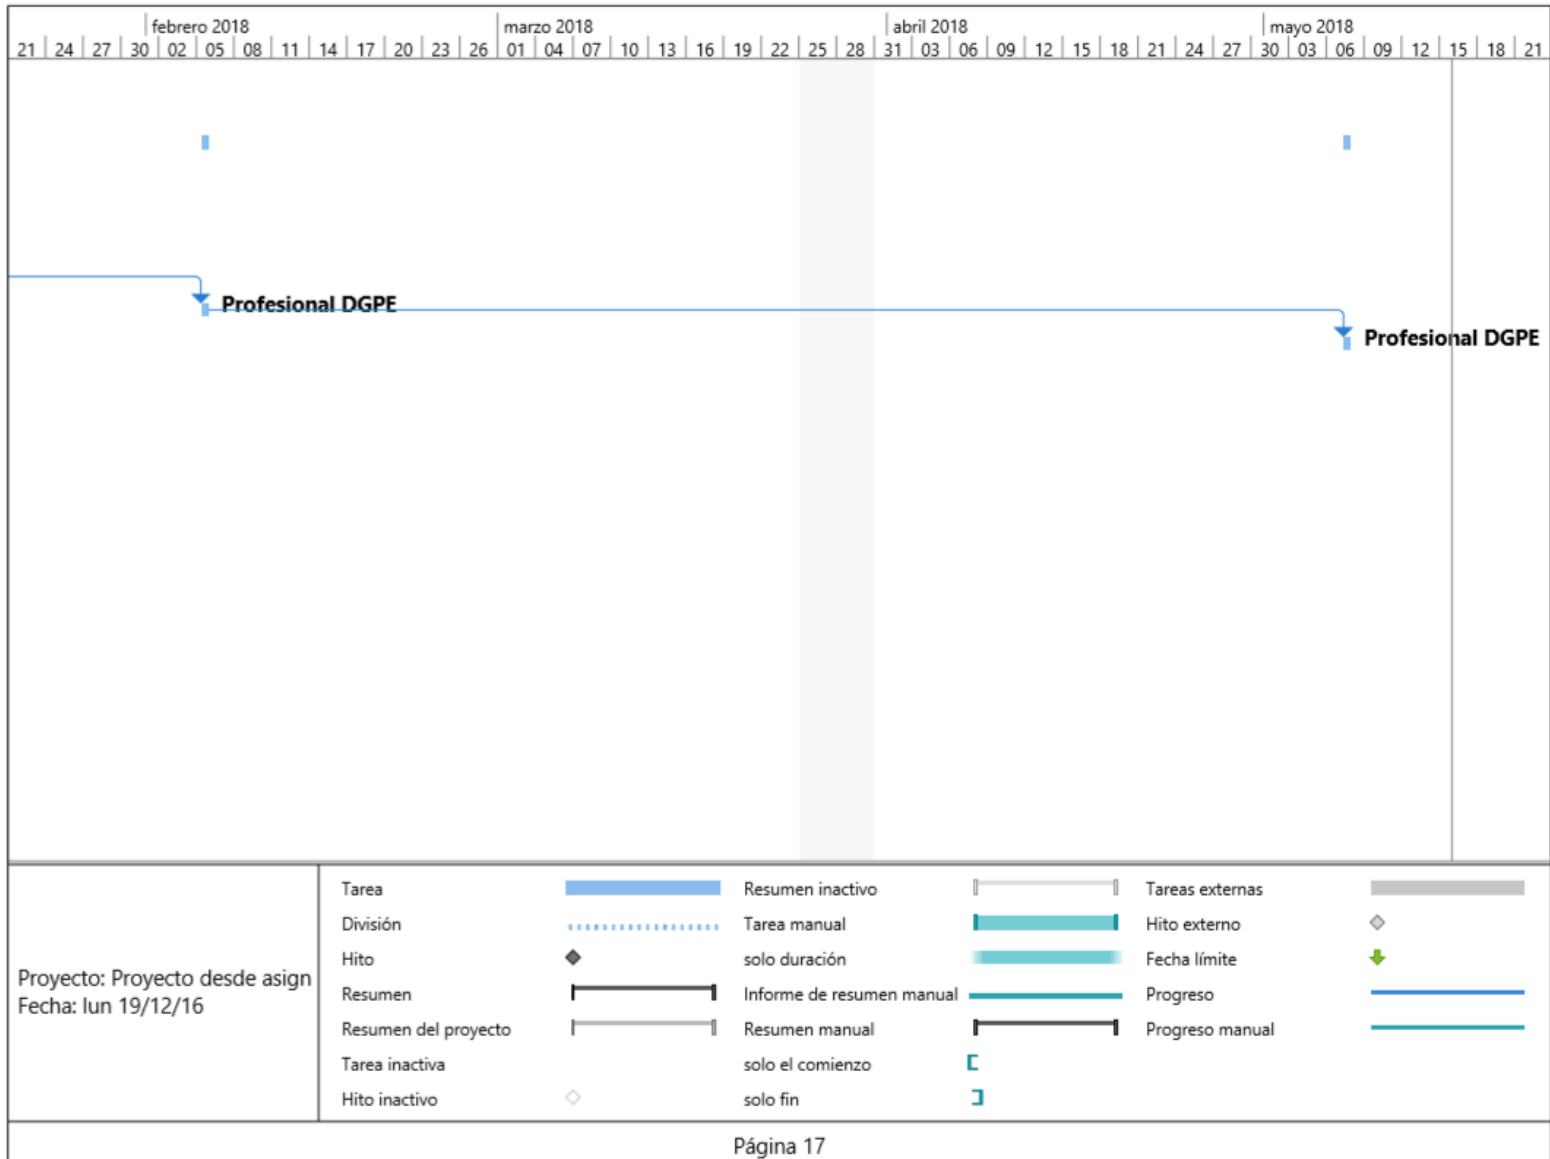 febrero 2018 marzo 2018 abril 2018 mayo 2018
21 24 27 30 02 05 08 11 14 17 20 23 26 01 04 07 10 13 16 19 22 25 28 31 03 06 09 12 15 18 21 24 27 30 03 06 09 12 15 18 21
Profesional DGPE
Profesional DGPE
Proyecto: Proyecto desde asign
Fecha: lun 19/12/16
Tarea
División
Hito
Resumen
Resumen del proyecto
Tarea inactiva
Hito inactivo
Resumen inactivo
Tarea manual
solo duración
Informe de resumen manual
Resumen manual
solo el comienzo
solo fin
Tareas externas
Hito externo
Fecha límite
Progreso
Progreso manual
Página 17